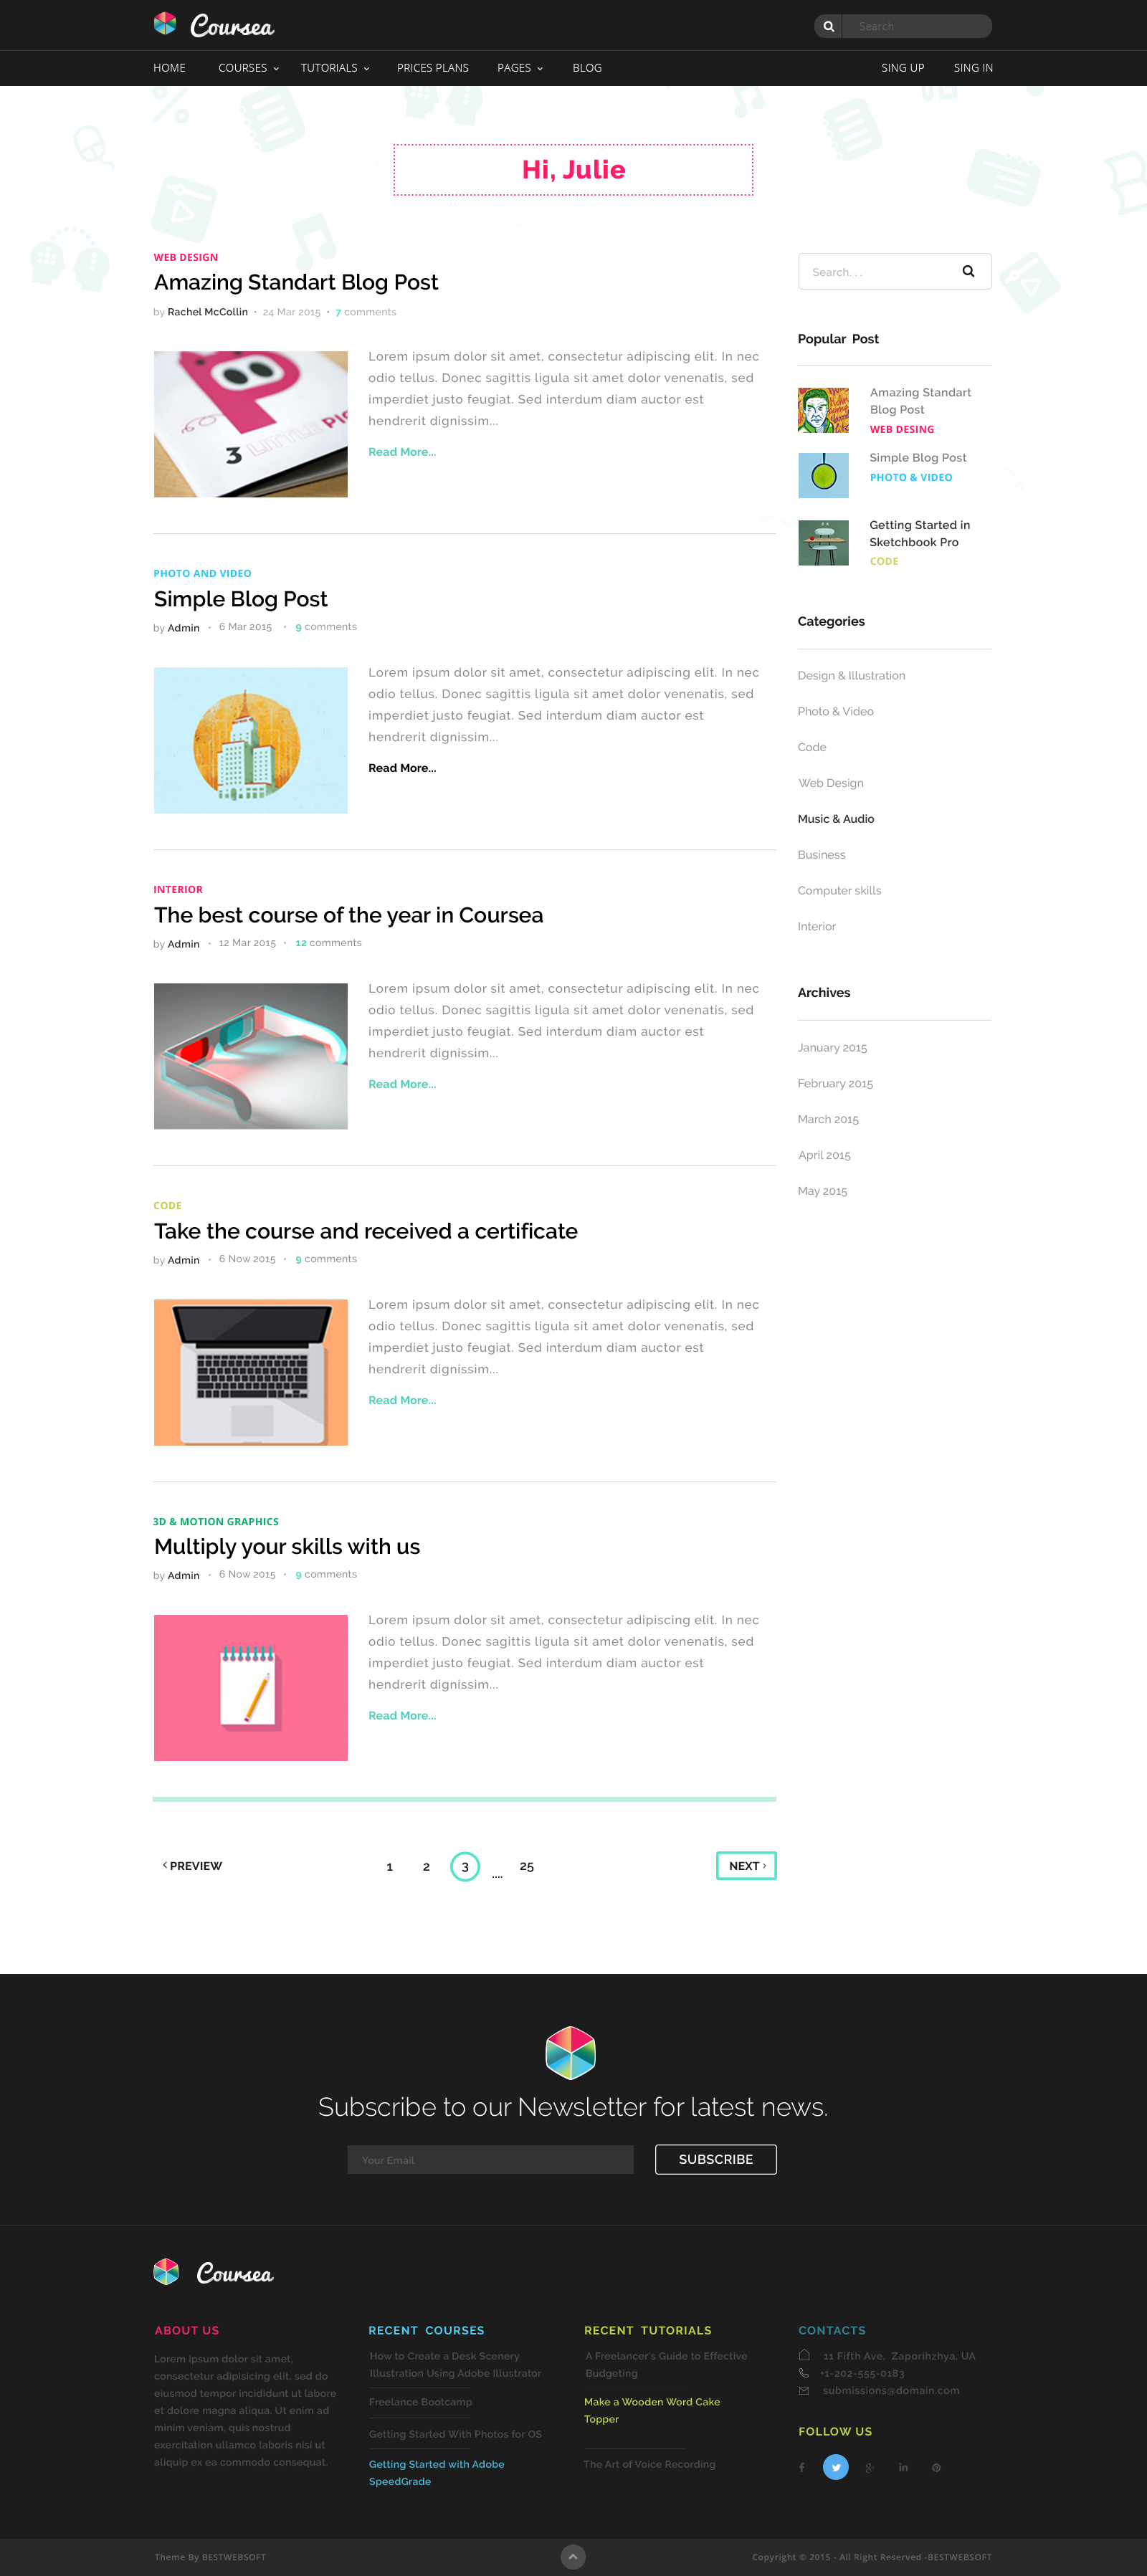 Coursea
Search
HOME COURSES TUTORIALS PRICES PLANS PAGES BLOG SING UP SING IN
Hi, Julie
WEB DESIGN
Amazing Standart Blog Post
by Rachel McCollin • 24 Mar 2015 • 7 comments
3 LITTLE PIG
Lorem ipsum dolor sit amet, consectetur adipiscing elit. In nec
odio tellus. Donec sagittis ligula sit amet dolor venenatis, sed
imperdiet justo feugiat. Sed interdum diam auctor est
hendrerit dignissim...
Read More...
PHOTO AND VIDEO
Simple Blog Post
by Admin • 6 Mar 2015 • 9 comments
Lorem ipsum dolor sit amet, consectetur adipiscing elit. In nec
odio tellus. Donec sagittis ligula sit amet dolor venenatis, sed
imperdiet justo feugiat. Sed interdum diam auctor est
hendrerit dignissim...
Read More...
INTERIOR
The best course of the year in Coursea
by Admin • 12 Mar 2015 • 12 comments
Lorem ipsum dolor sit amet, consectetur adipiscing elit. In nec
odio tellus. Donec sagittis ligula sit amet dolor venenatis, sed
imperdiet justo feugiat. Sed interdum diam auctor est
hendrerit dignissim...
Read More...
CODE
Take the course and received a certificate
by Admin • 6 Now 2015 • 9 comments
Lorem ipsum dolor sit amet, consectetur adipiscing elit. In nec
odio tellus. Donec sagittis ligula sit amet dolor venenatis, sed
imperdiet justo feugiat. Sed interdum diam auctor est
hendrerit dignissim...
Read More...
3D & MOTION GRAPHICS
Multiply your skills with us
by Admin • 6 Now 2015 • 9 comments
Lorem ipsum dolor sit amet, consectetur adipiscing elit. In nec
odio tellus. Donec sagittis ligula sit amet dolor venenatis, sed
imperdiet justo feugiat. Sed interdum diam auctor est
hendrerit dignissim...
Read More...
‹ PREVIEW 1 2 3 .... 25 NEXT ›
Search. . .
Popular Post
Amazing Standart
Blog Post
WEB DESING
Simple Blog Post
PHOTO & VIDEO
Getting Started in
Sketchbook Pro
CODE
Categories
Design & Illustration
Photo & Video
Code
Web Design
Music & Audio
Business
Computer skills
Interior
Archives
January 2015
February 2015
March 2015
April 2015
May 2015
Subscribe to our Newsletter for latest news.
Your Email
SUBSCRIBE
Coursea
ABOUT US
Lorem ipsum dolor sit amet,
consectetur adipisicing elit, sed do
eiusmod tempor incididunt ut labore
et dolore magna aliqua. Ut enim ad
minim veniam, quis nostrud
exercitation ullamco laboris nisi ut
aliquip ex ea commodo consequat.
RECENT COURSES
How to Create a Desk Scenery
Illustration Using Adobe Illustrator
Freelance Bootcamp
Getting Started With Photos for OS
Getting Started with Adobe
SpeedGrade
RECENT TUTORIALS
A Freelancer's Guide to Effective
Budgeting
Make a Wooden Word Cake
Topper
The Art of Voice Recording
CONTACTS
11 Fifth Ave, Zaporihzhya, UA
+1-202-555-0183
submissions@domain.com
FOLLOW US
Theme By BESTWEBSOFT
Copyright © 2015 - All Right Reserved -BESTWEBSOFT